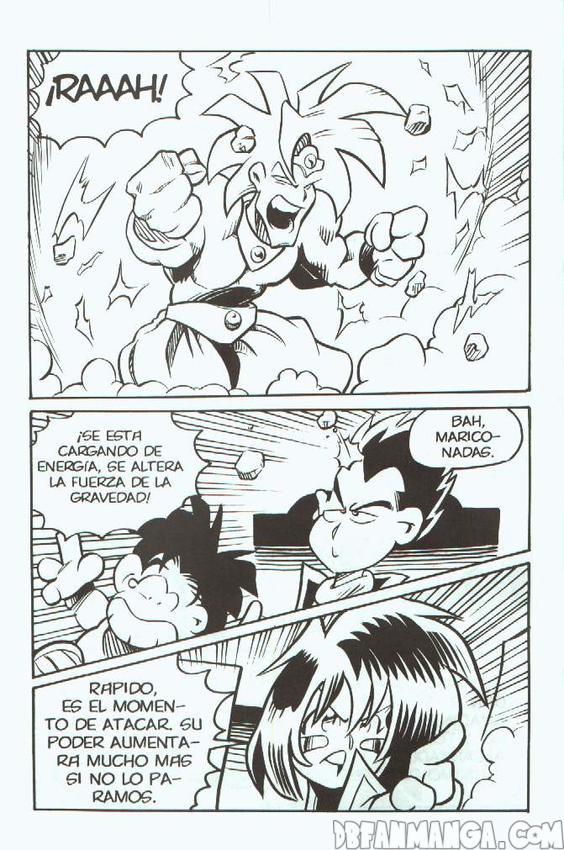 ¡RAAAH!
¡SE ESTA
CARGANDO DE
ENERGÍA, SE ALTERA
LA FUERZA DE LA
GRAVEDAD!
BAH,
MARICO-
NADAS.
RAPIDO,
ES EL MOMEN-
TO DE ATACAR. SU
PODER AUMENTA-
RA MUCHO MAS
SI NO LO PA-
RAMOS.
DBFANMANGA.COM